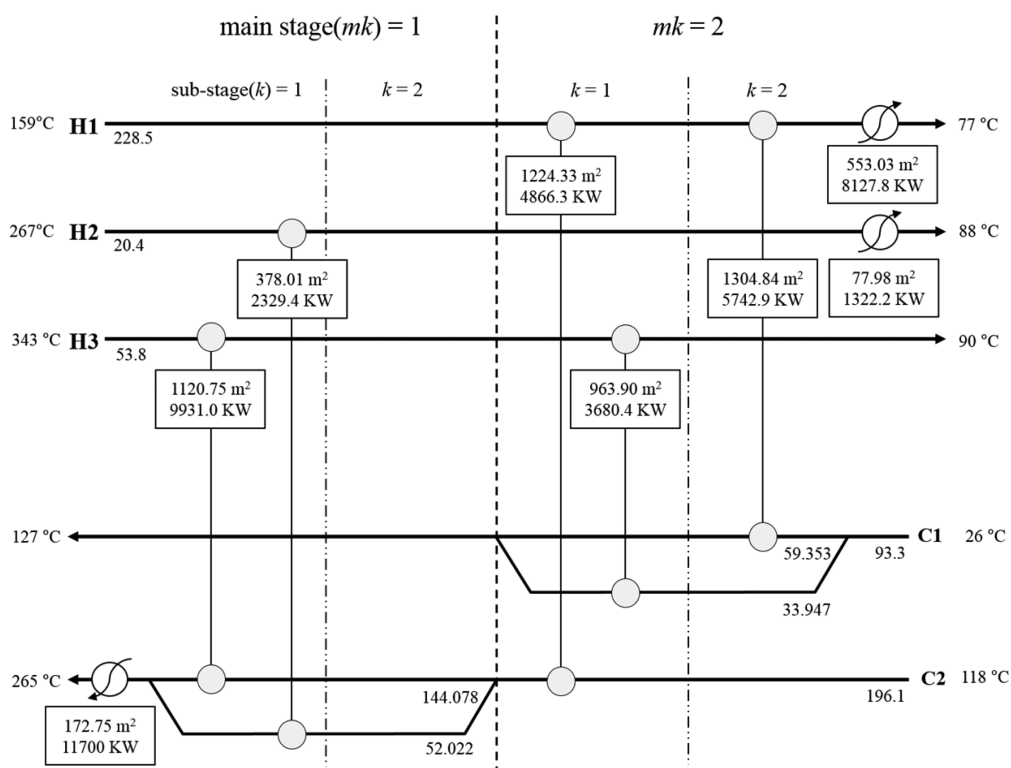 main stage(mk) = 1
mk = 2
sub-stage(k) = 1
k = 2
k = 1
k = 2
159°C H1
228.5
77 °C
1224.33 m²
4866.3 KW
553.03 m²
8127.8 KW
267°C H2
20.4
88 °C
378.01 m²
2329.4 KW
1304.84 m²
5742.9 KW
77.98 m²
1322.2 KW
343 °C H3
53.8
90 °C
1120.75 m²
9931.0 KW
963.90 m²
3680.4 KW
127 °C
C1 26 °C
59.353
93.3
33.947
265 °C
C2 118 °C
144.078
196.1
172.75 m²
11700 KW
52.022